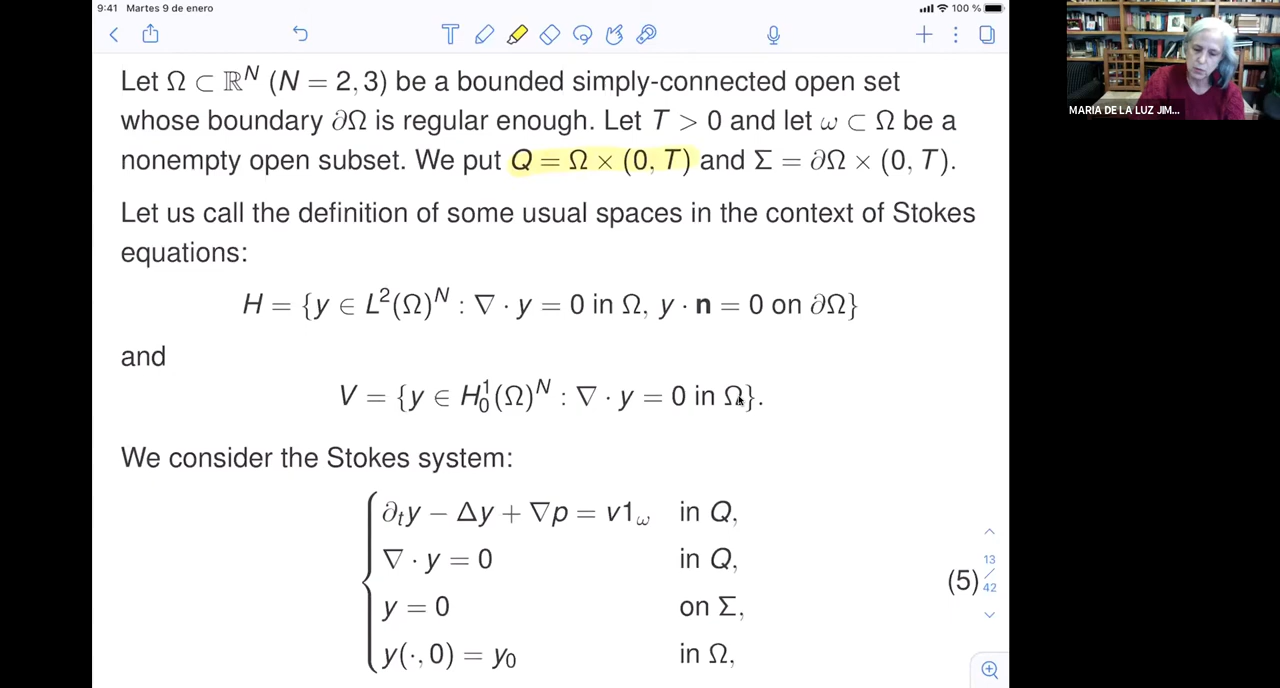 9:41 Martes 9 de enero
100 %
Let Ω ⊂ ℝᴺ (N = 2, 3) be a bounded simply-connected open set
whose boundary ∂Ω is regular enough. Let T > 0 and let ω ⊂ Ω be a
nonempty open subset. We put Q = Ω × (0, T) and Σ = ∂Ω × (0, T).
Let us call the definition of some usual spaces in the context of Stokes
equations:
H = {y ∈ L²(Ω)ᴺ : ∇ · y = 0 in Ω, y · n = 0 on ∂Ω}
and
V = {y ∈ H₀¹(Ω)ᴺ : ∇ · y = 0 in Ω}.
We consider the Stokes system:
∂ₜy − Δy + ∇p = v1_ω in Q,
∇ · y = 0 in Q,
y = 0 on Σ,
y(·, 0) = y₀ in Ω,
(5)
13
/
42
MARIA DE LA LUZ JIM...